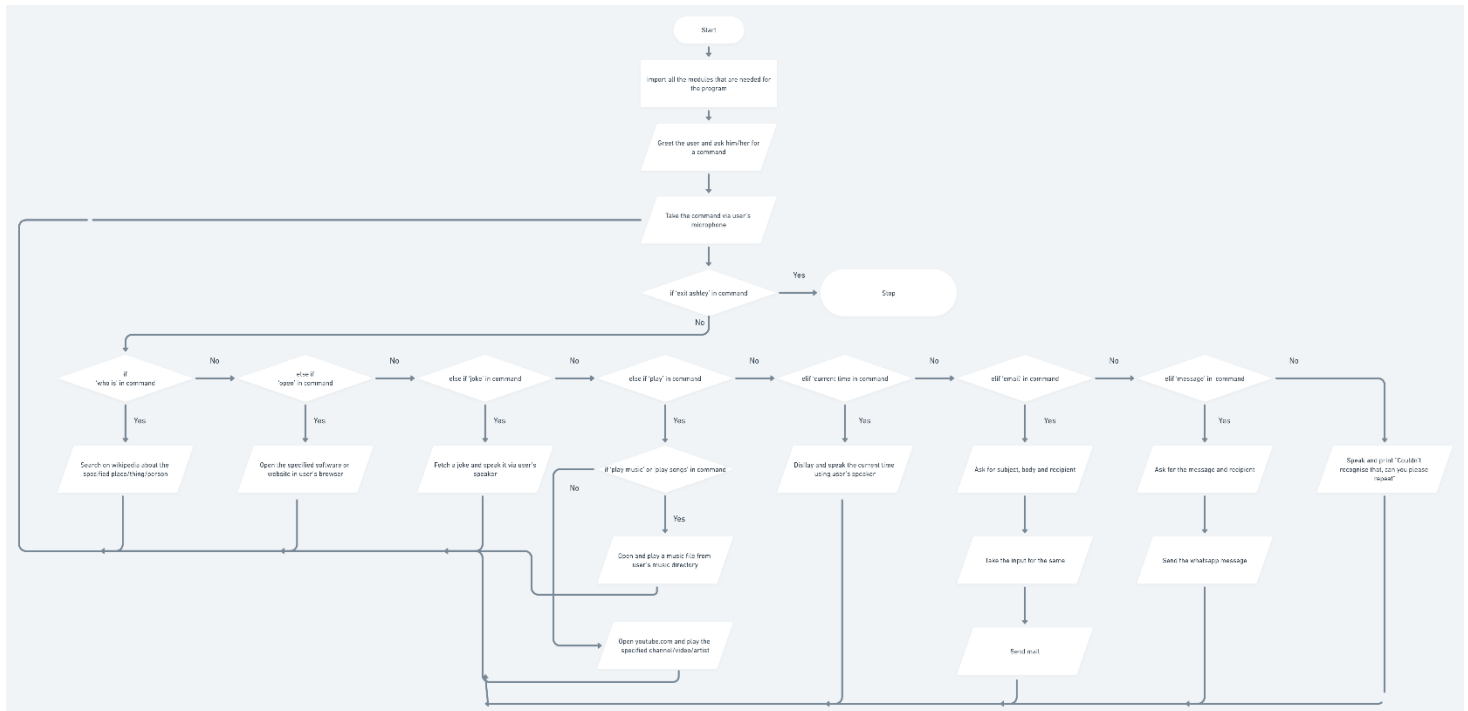 Start
Import all the modules that are needed for
the program
Greet the user and ask him/her for
a command
Take the command via user's
microphone
if 'exit ashley' in command
Yes
Stop
No
if
'who is' in command
No
else if
'open' in command
No
else if 'joke' in command
No
else if 'play' in command
No
elif 'current time in command
No
elif 'email' in command
No
elif 'message' in command
No
Yes
Yes
Yes
Yes
Yes
Yes
Yes
Search on wikipedia about the
specified place/thing/person
Open the specified software or
website in user's browser
Fetch a joke and speak it via user's
speaker
if 'play music' or 'play songs' in command
Display and speak the current time
using user's speaker
Ask for subject, body and recipient
Ask for the message and recipient
Speak and print "Couldn't
recognise that, can you please
repeat"
No
Yes
Open and play a music file from
user's music directory
Take the input for the same
Send the whatsapp message
Open youtube.com and play the
specified channel/video/artist
Send mail